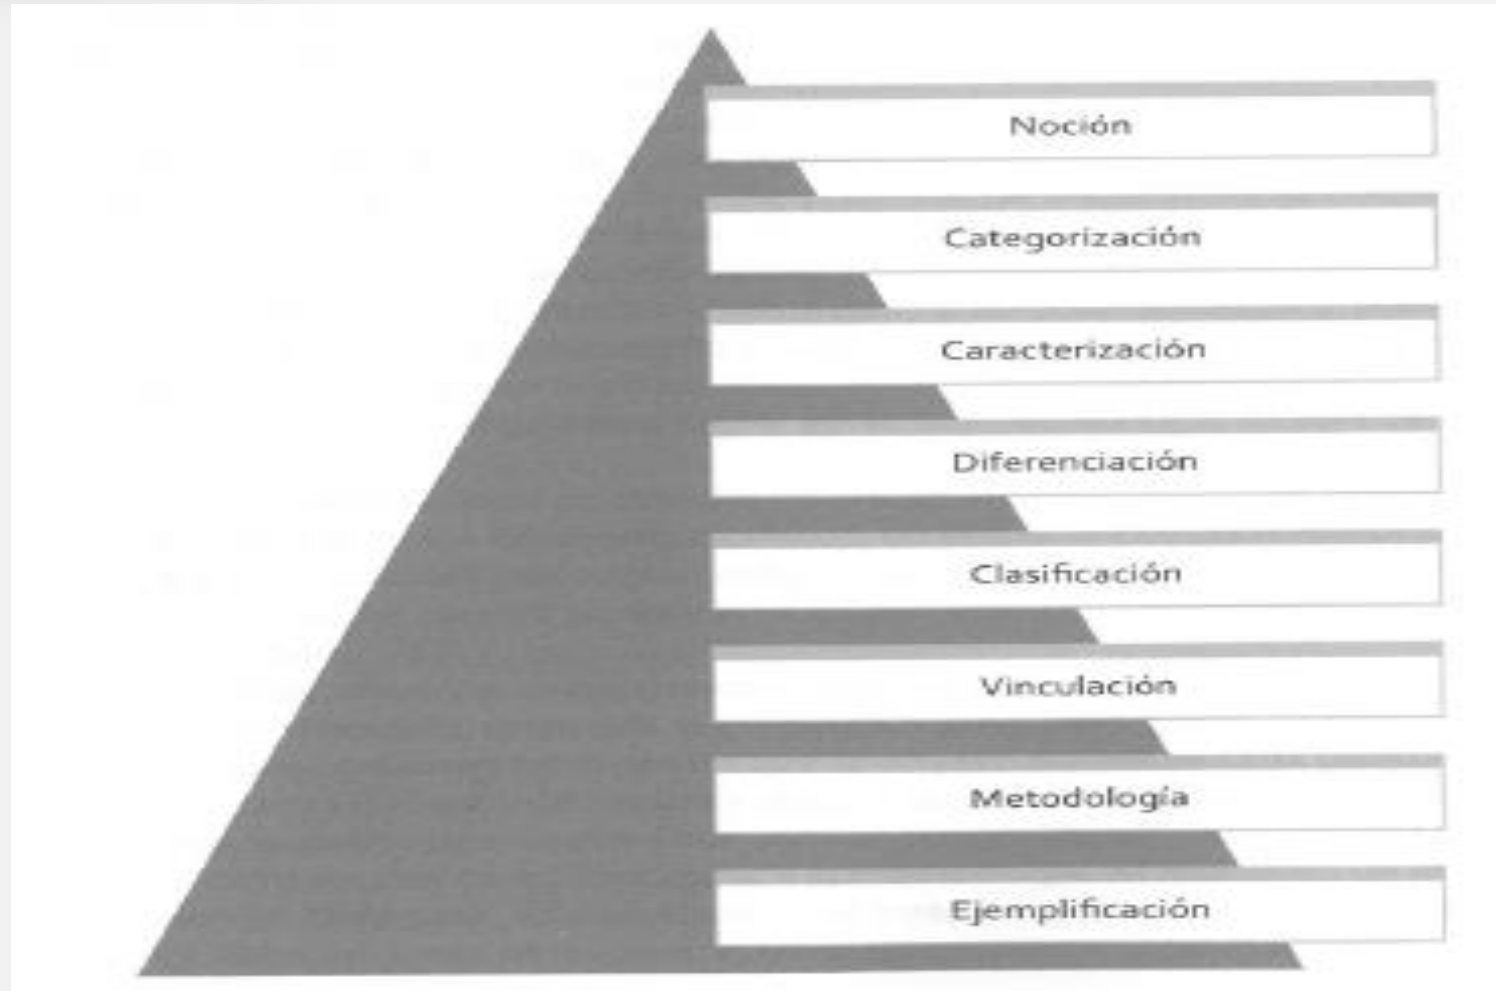 Noción
Categorización
Caracterización
Diferenciación
Clasificación
Vinculación
Metodología
Ejemplificación